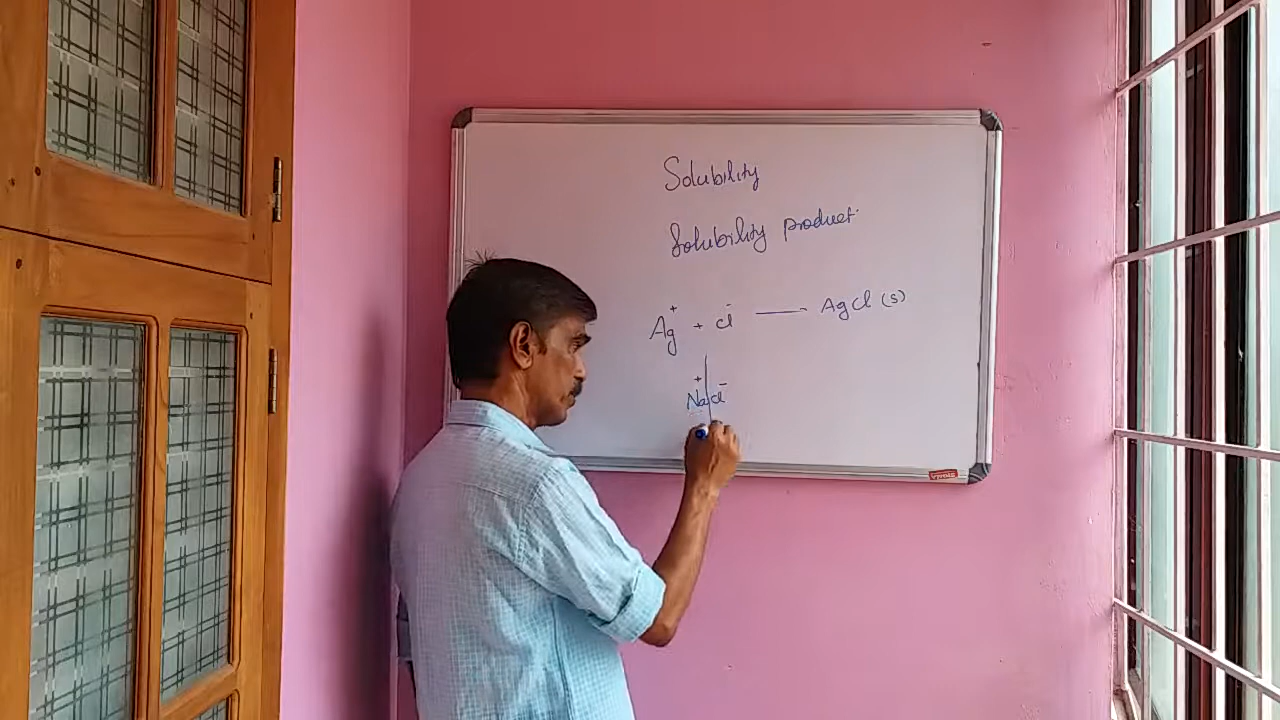 Solubility
Solubility product
Ag⁺ + Cl⁻ —— AgCl (s)
Na⁺ Cl⁻